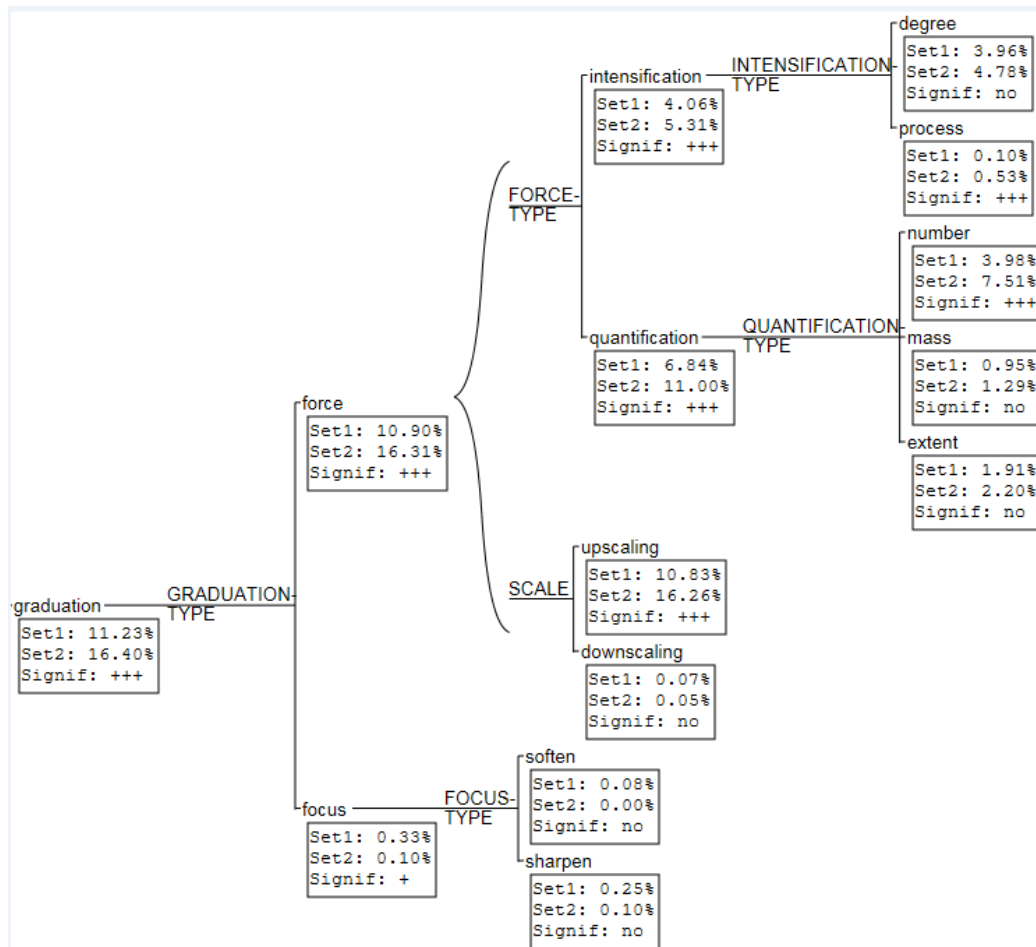 degree
Set1: 3.96%
Set2: 4.78%
Signif: no
INTENSIFICATION-
TYPE
intensification
Set1: 4.06%
Set2: 5.31%
Signif: +++
process
Set1: 0.10%
Set2: 0.53%
Signif: +++
FORCE-
TYPE
number
Set1: 3.98%
Set2: 7.51%
Signif: +++
QUANTIFICATION-
TYPE
quantification
Set1: 6.84%
Set2: 11.00%
Signif: +++
mass
Set1: 0.95%
Set2: 1.29%
Signif: no
extent
Set1: 1.91%
Set2: 2.20%
Signif: no
force
Set1: 10.90%
Set2: 16.31%
Signif: +++
upscaling
Set1: 10.83%
Set2: 16.26%
Signif: +++
SCALE
downscaling
Set1: 0.07%
Set2: 0.05%
Signif: no
GRADUATION-
TYPE
graduation
Set1: 11.23%
Set2: 16.40%
Signif: +++
soften
Set1: 0.08%
Set2: 0.00%
Signif: no
FOCUS-
TYPE
focus
Set1: 0.33%
Set2: 0.10%
Signif: +
sharpen
Set1: 0.25%
Set2: 0.10%
Signif: no